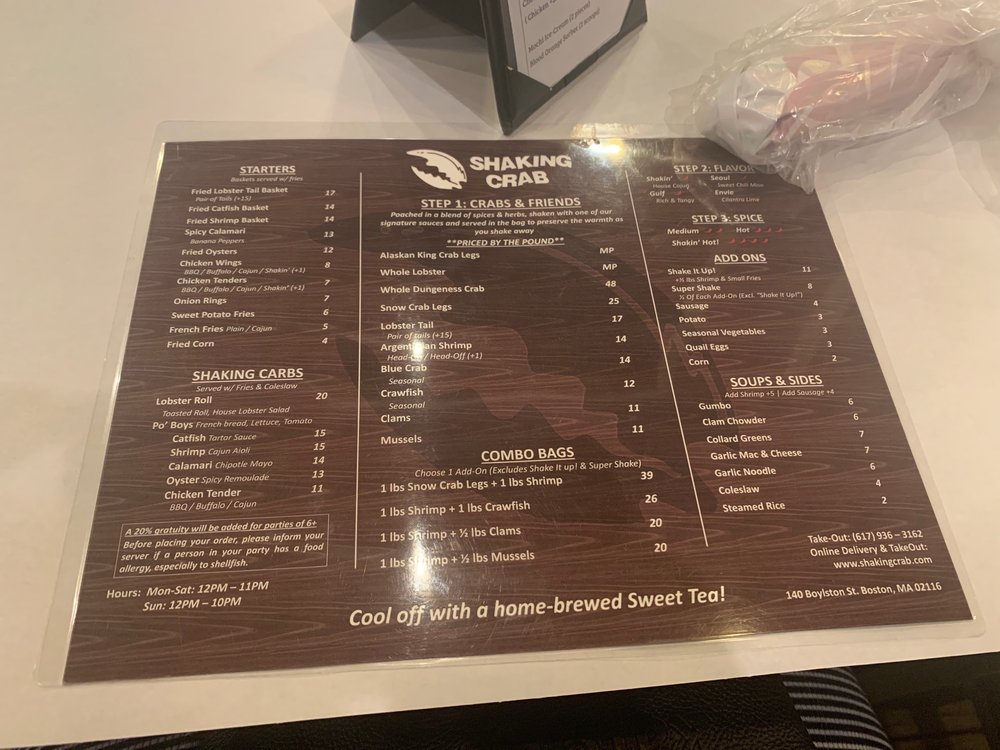 ( Chicken
Mochi Ice-Cream (2 pieces)
Blood Orange Sorbet (2 scoops)
SHAKING
CRAB
STARTERS
Baskets served w/ fries
Fried Lobster Tail Basket 17
Pair of Tails (+15)
Fried Catfish Basket 14
Fried Shrimp Basket 14
Spicy Calamari 13
Banana Peppers
Fried Oysters 12
Chicken Wings 8
BBQ / Buffalo / Cajun / Shakin' (+1)
Chicken Tenders 7
BBQ / Buffalo / Cajun / Shakin' (+1)
Onion Rings 7
Sweet Potato Fries 6
French Fries Plain / Cajun 5
Fried Corn 4
SHAKING CARBS
Served w/ Fries & Coleslaw
Lobster Roll 20
Toasted Roll, House Lobster Salad
Po' Boys French bread, Lettuce, Tomato
Catfish Tartar Sauce 15
Shrimp Cajun Aioli 15
Calamari Chipotle Mayo 14
Oyster Spicy Remoulade 13
Chicken Tender 11
BBQ / Buffalo / Cajun
A 20% gratuity will be added for parties of 6+
Before placing your order, please inform your
server if a person in your party has a food
allergy, especially to shellfish.
Hours: Mon-Sat: 12PM – 11PM
Sun: 12PM – 10PM
STEP 1: CRABS & FRIENDS
Poached in a blend of spices & herbs, shaken with one of our
signature sauces and served in the bag to preserve the warmth as
you shake away
**PRICED BY THE POUND**
Alaskan King Crab Legs MP
Whole Lobster MP
Whole Dungeness Crab 48
Snow Crab Legs 25
Lobster Tail 17
Pair of tails (+15)
Argentinian Shrimp 14
Head-On / Head-Off (+1)
Blue Crab 14
Seasonal
Crawfish 12
Seasonal
Clams 11
Mussels 11
COMBO BAGS
Choose 1 Add-On (Excludes Shake It up! & Super Shake)
1 lbs Snow Crab Legs + 1 lbs Shrimp 39
1 lbs Shrimp + 1 lbs Crawfish 26
1 lbs Shrimp + ½ lbs Clams 20
1 lbs Shrimp + ½ lbs Mussels 20
STEP 2: FLAVOR
Shakin' Seoul
House Cajun Sweet Chili Mao
Gulf Envie
Rich & Tangy Cilantro Lime
STEP 3: SPICE
Medium Hot
Shakin' Hot!
ADD ONS
Shake It Up! 11
+½ lbs Shrimp & Small Fries
Super Shake 8
½ Of Each Add-On (Excl. "Shake It Up!")
Sausage 4
Potato 3
Seasonal Vegetables 3
Quail Eggs 3
Corn 2
SOUPS & SIDES
Add Shrimp +5 | Add Sausage +4
Gumbo 6
Clam Chowder 6
Collard Greens 7
Garlic Mac & Cheese 7
Garlic Noodle 6
Coleslaw 4
Steamed Rice 2
Take-Out: (617) 936 – 3162
Online Delivery & TakeOut:
www.shakingcrab.com
140 Boylston St. Boston, MA 02116
Cool off with a home-brewed Sweet Tea!